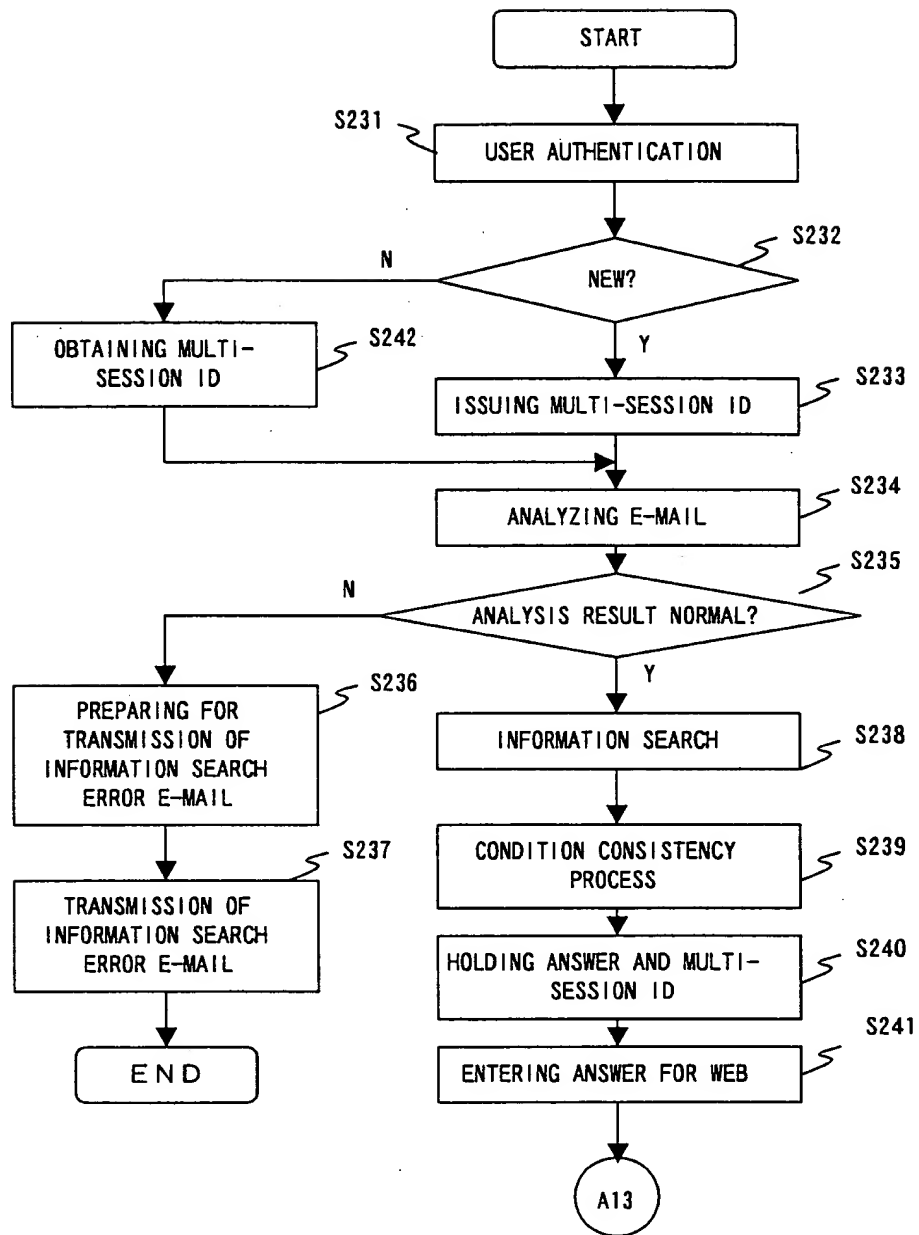 START
S231
USER AUTHENTICATION
S232
NEW?
N
Y
S242
OBTAINING MULTI-
SESSION ID
S233
ISSUING MULTI-SESSION ID
S234
ANALYZING E-MAIL
S235
ANALYSIS RESULT NORMAL?
N
Y
S236
PREPARING FOR
TRANSMISSION OF
INFORMATION SEARCH
ERROR E-MAIL
S237
TRANSMISSION OF
INFORMATION SEARCH
ERROR E-MAIL
END
INFORMATION SEARCH
S238
S239
CONDITION CONSISTENCY
PROCESS
S240
HOLDING ANSWER AND MULTI-
SESSION ID
S241
ENTERING ANSWER FOR WEB
A13